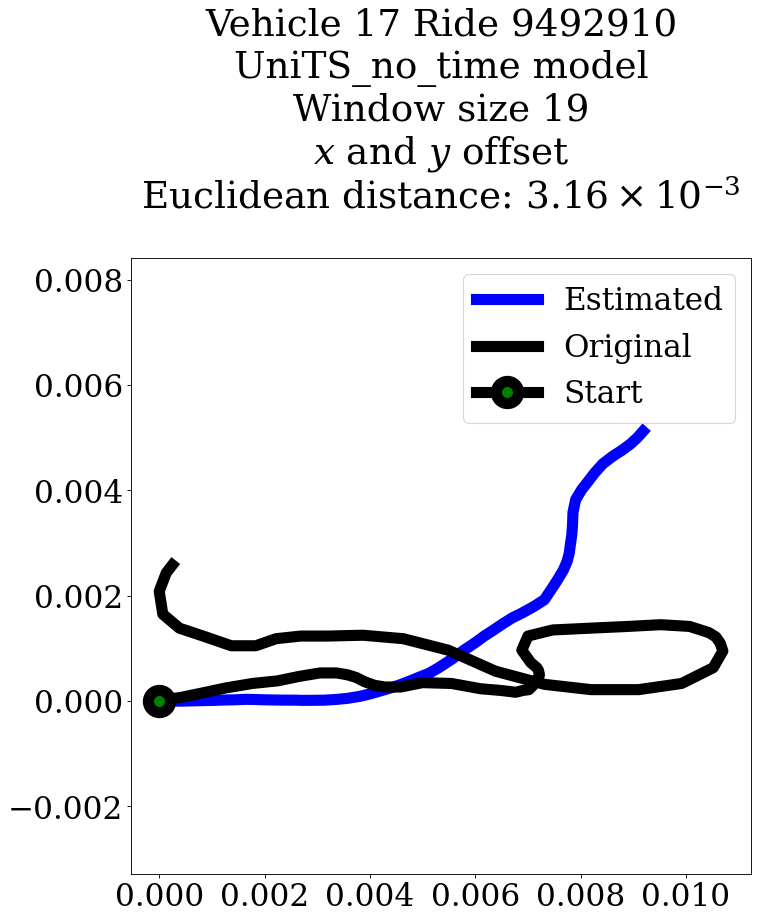 Vehicle 17 Ride 9492910
UniTS_no_time model
Window size 19
x and y offset
Euclidean distance: 3.16 × 10⁻³
Estimated
Original
Start
0.008
0.006
0.004
0.002
0.000
−0.002
0.000 0.002 0.004 0.006 0.008 0.010